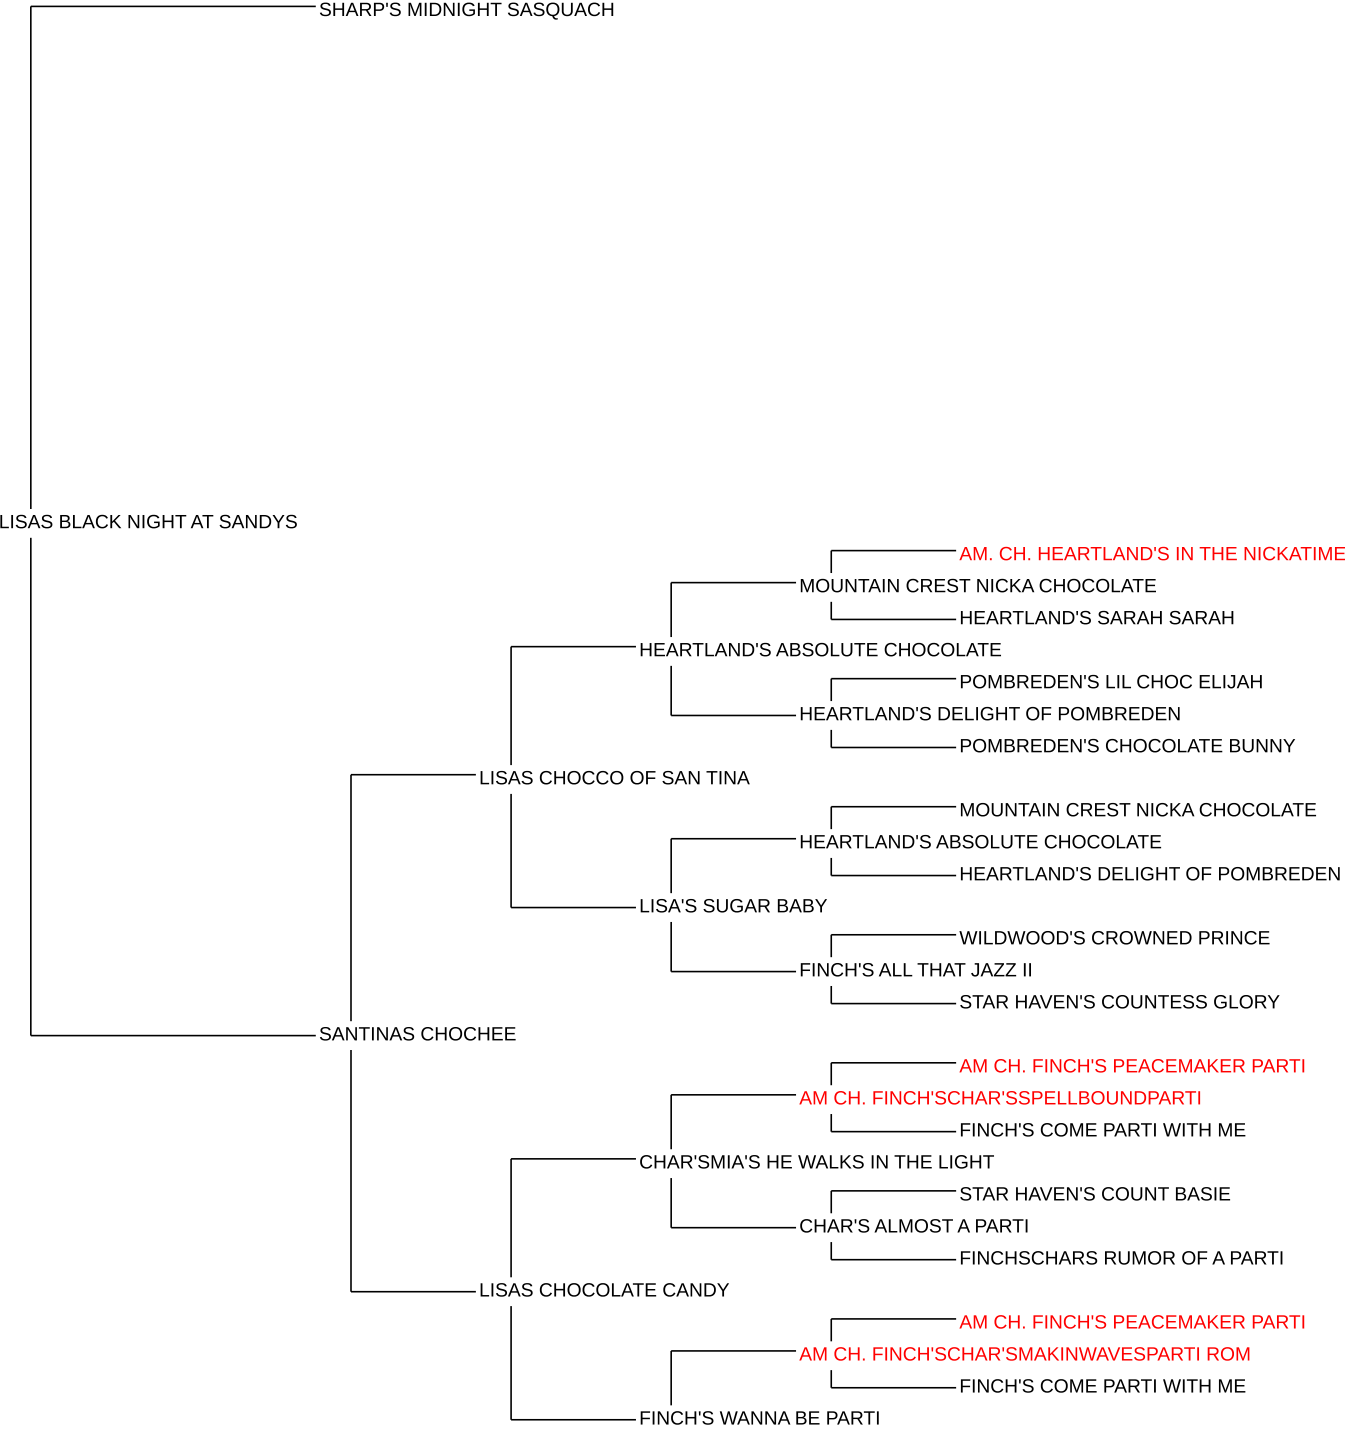 SHARP'S MIDNIGHT SASQUACH
LISAS BLACK NIGHT AT SANDYS
AM. CH. HEARTLAND'S IN THE NICKATIME
MOUNTAIN CREST NICKA CHOCOLATE
HEARTLAND'S SARAH SARAH
HEARTLAND'S ABSOLUTE CHOCOLATE
POMBREDEN'S LIL CHOC ELIJAH
HEARTLAND'S DELIGHT OF POMBREDEN
POMBREDEN'S CHOCOLATE BUNNY
LISAS CHOCCO OF SAN TINA
MOUNTAIN CREST NICKA CHOCOLATE
HEARTLAND'S ABSOLUTE CHOCOLATE
HEARTLAND'S DELIGHT OF POMBREDEN
LISA'S SUGAR BABY
WILDWOOD'S CROWNED PRINCE
FINCH'S ALL THAT JAZZ II
STAR HAVEN'S COUNTESS GLORY
SANTINAS CHOCHEE
AM CH. FINCH'S PEACEMAKER PARTI
AM CH. FINCH'SCHAR'SSPELLBOUNDPARTI
FINCH'S COME PARTI WITH ME
CHAR'SMIA'S HE WALKS IN THE LIGHT
STAR HAVEN'S COUNT BASIE
CHAR'S ALMOST A PARTI
FINCHSCHARS RUMOR OF A PARTI
LISAS CHOCOLATE CANDY
AM CH. FINCH'S PEACEMAKER PARTI
AM CH. FINCH'SCHAR'SMAKINWAVESPARTI ROM
FINCH'S COME PARTI WITH ME
FINCH'S WANNA BE PARTI